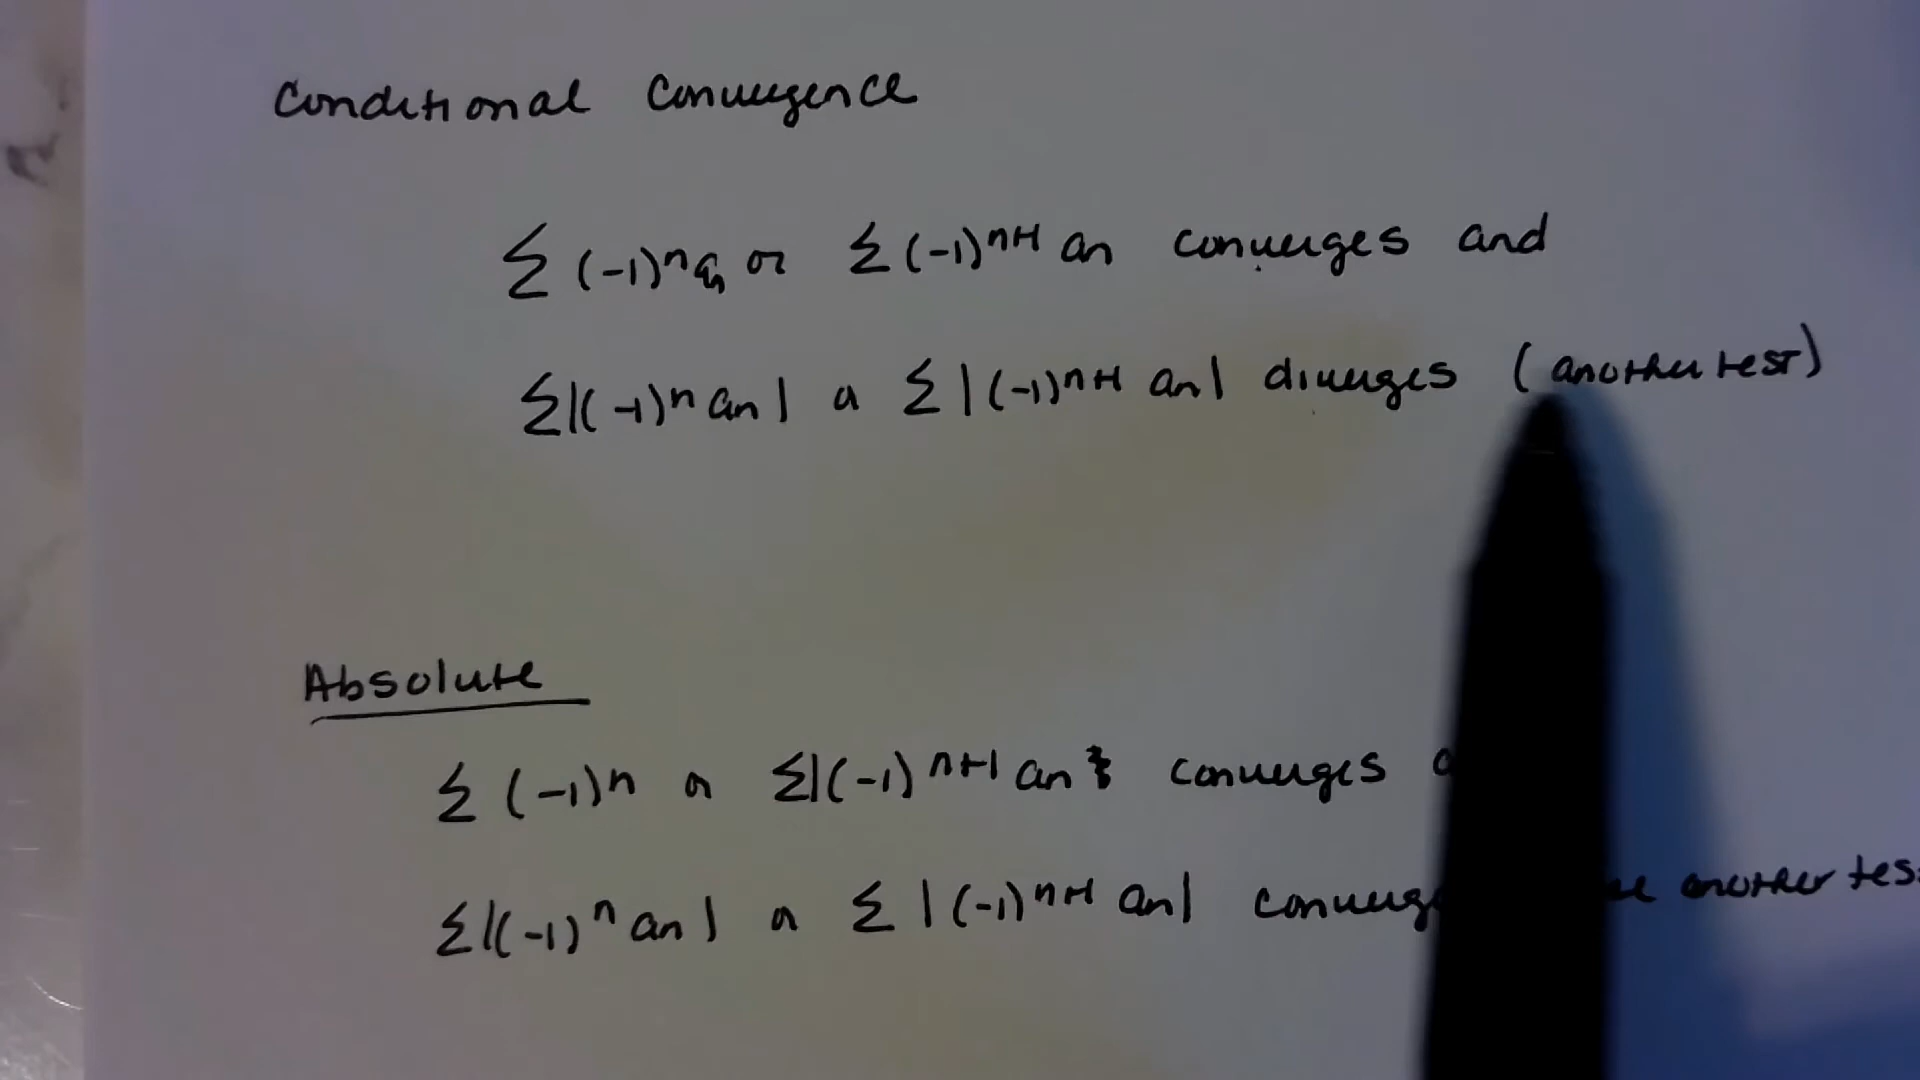 Conditional Convergence
∑ (-1)ⁿ aₙ or ∑ (-1)ⁿ⁺¹ an converges and
∑|(-1)ⁿ an| or ∑ |(-1)ⁿ⁺¹ an| diverges (another test)
Absolute
∑ (-1)ⁿ or ∑|(-1)ⁿ⁺¹ an converges
∑|(-1)ⁿ an| or ∑ |(-1)ⁿ⁺¹ an| another